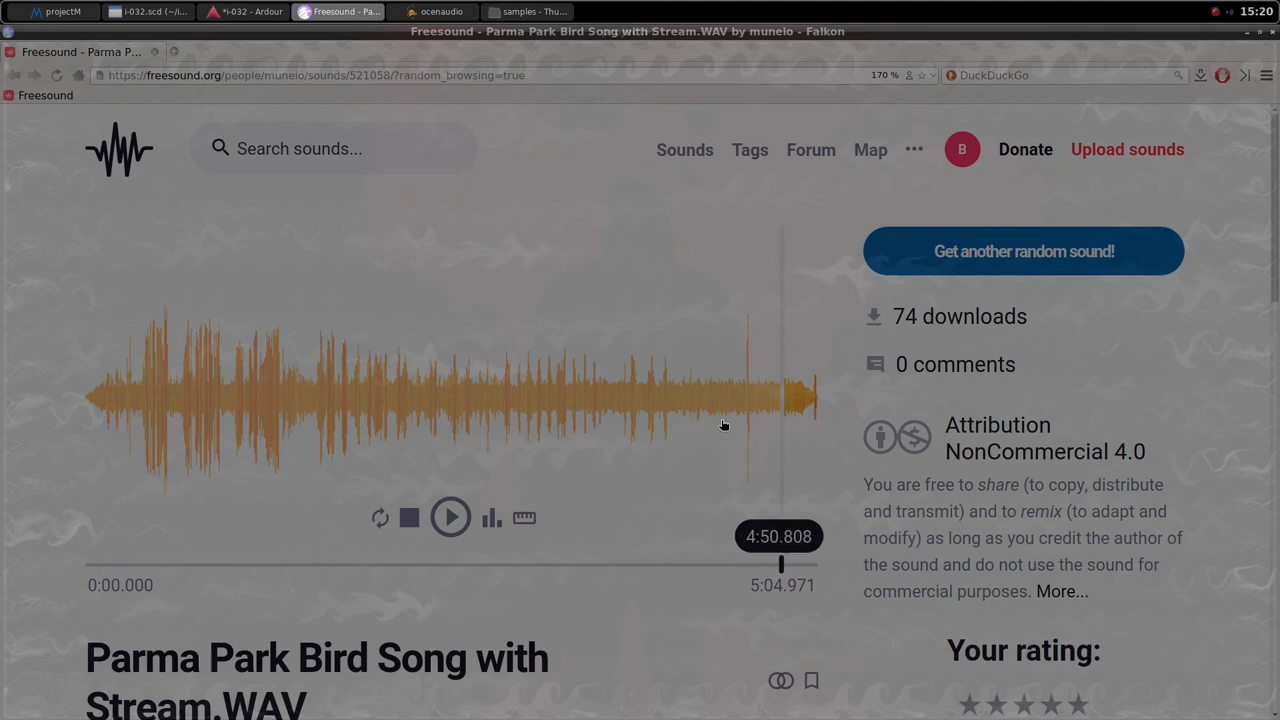 projectM
i-032.scd (~/i...
*i-032 - Ardour
Freesound - Pa...
ocenaudio
samples - Thu...
15:20
Freesound - Parma Park Bird Song with Stream.WAV by muneio - Falkon
Freesound - Parma P...
https://freesound.org/people/muneio/sounds/521058/?random_browsing=true
170 %
DuckDuckGo
Freesound
Search sounds...
Sounds
Tags
Forum
Map
B
Donate
Upload sounds
Get another random sound!
74 downloads
0 comments
Attribution
NonCommercial 4.0
You are free to share (to copy, distribute
and transmit) and to remix (to adapt and
modify) as long as you credit the author of
the sound and do not use the sound for
commercial purposes. More...
4:50.808
0:00.000
5:04.971
Parma Park Bird Song with
Stream.WAV
Your rating: